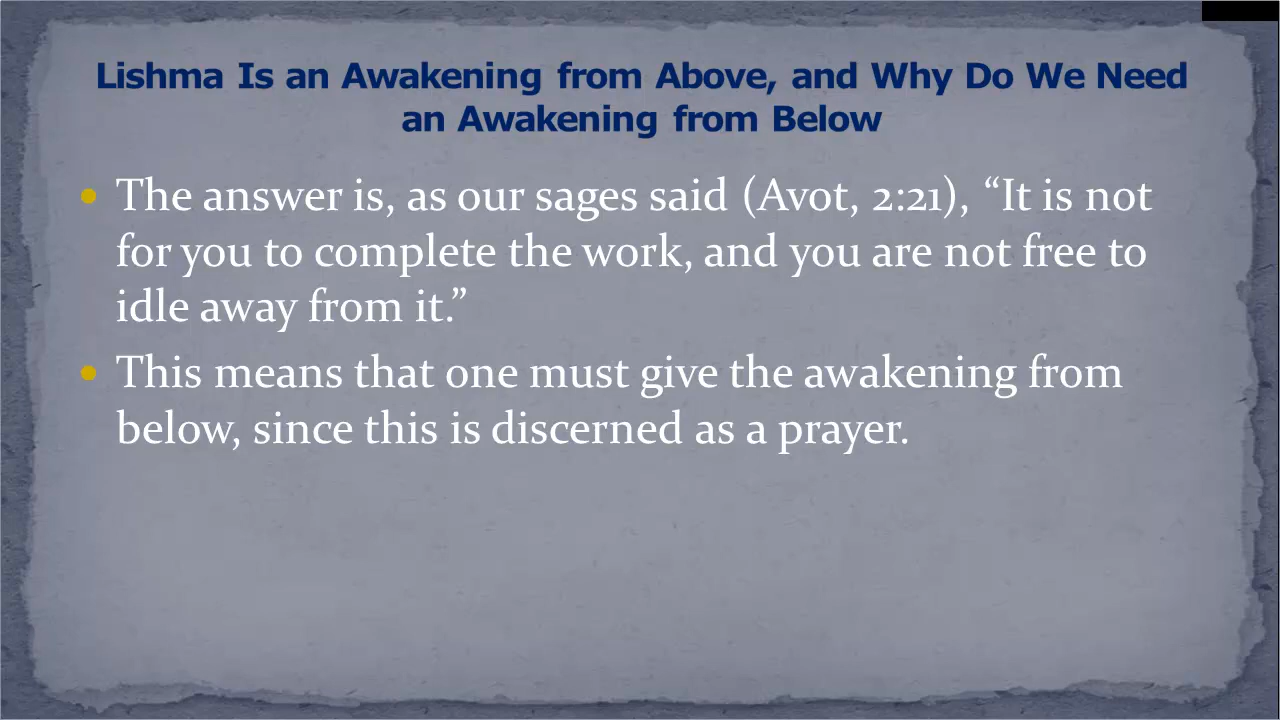 Lishma Is an Awakening from Above, and Why Do We Need
an Awakening from Below
• The answer is, as our sages said (Avot, 2:21), “It is not
for you to complete the work, and you are not free to
idle away from it.”
• This means that one must give the awakening from
below, since this is discerned as a prayer.